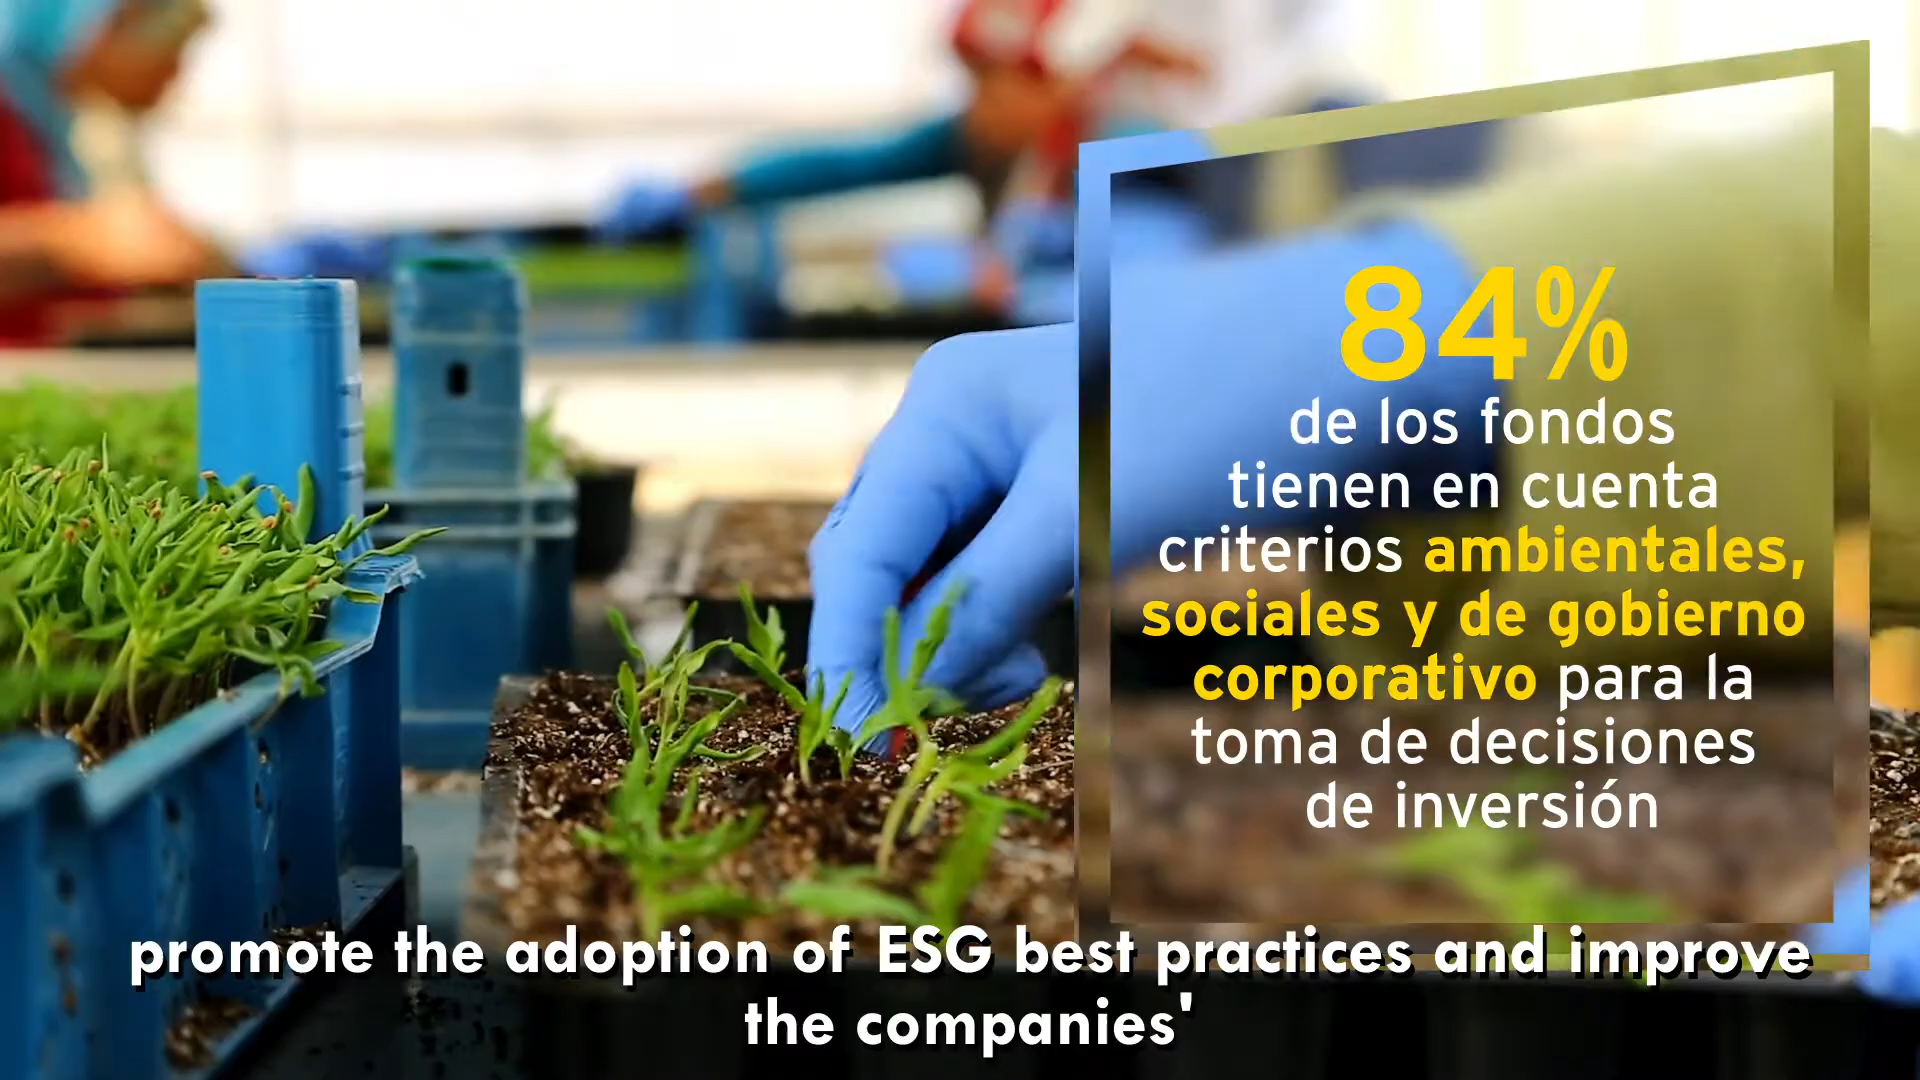 84%
de los fondos
tienen en cuenta
criterios ambientales,
sociales y de gobierno
corporativo para la
toma de decisiones
de inversión
promote the adoption of ESG best practices and improve
the companies'